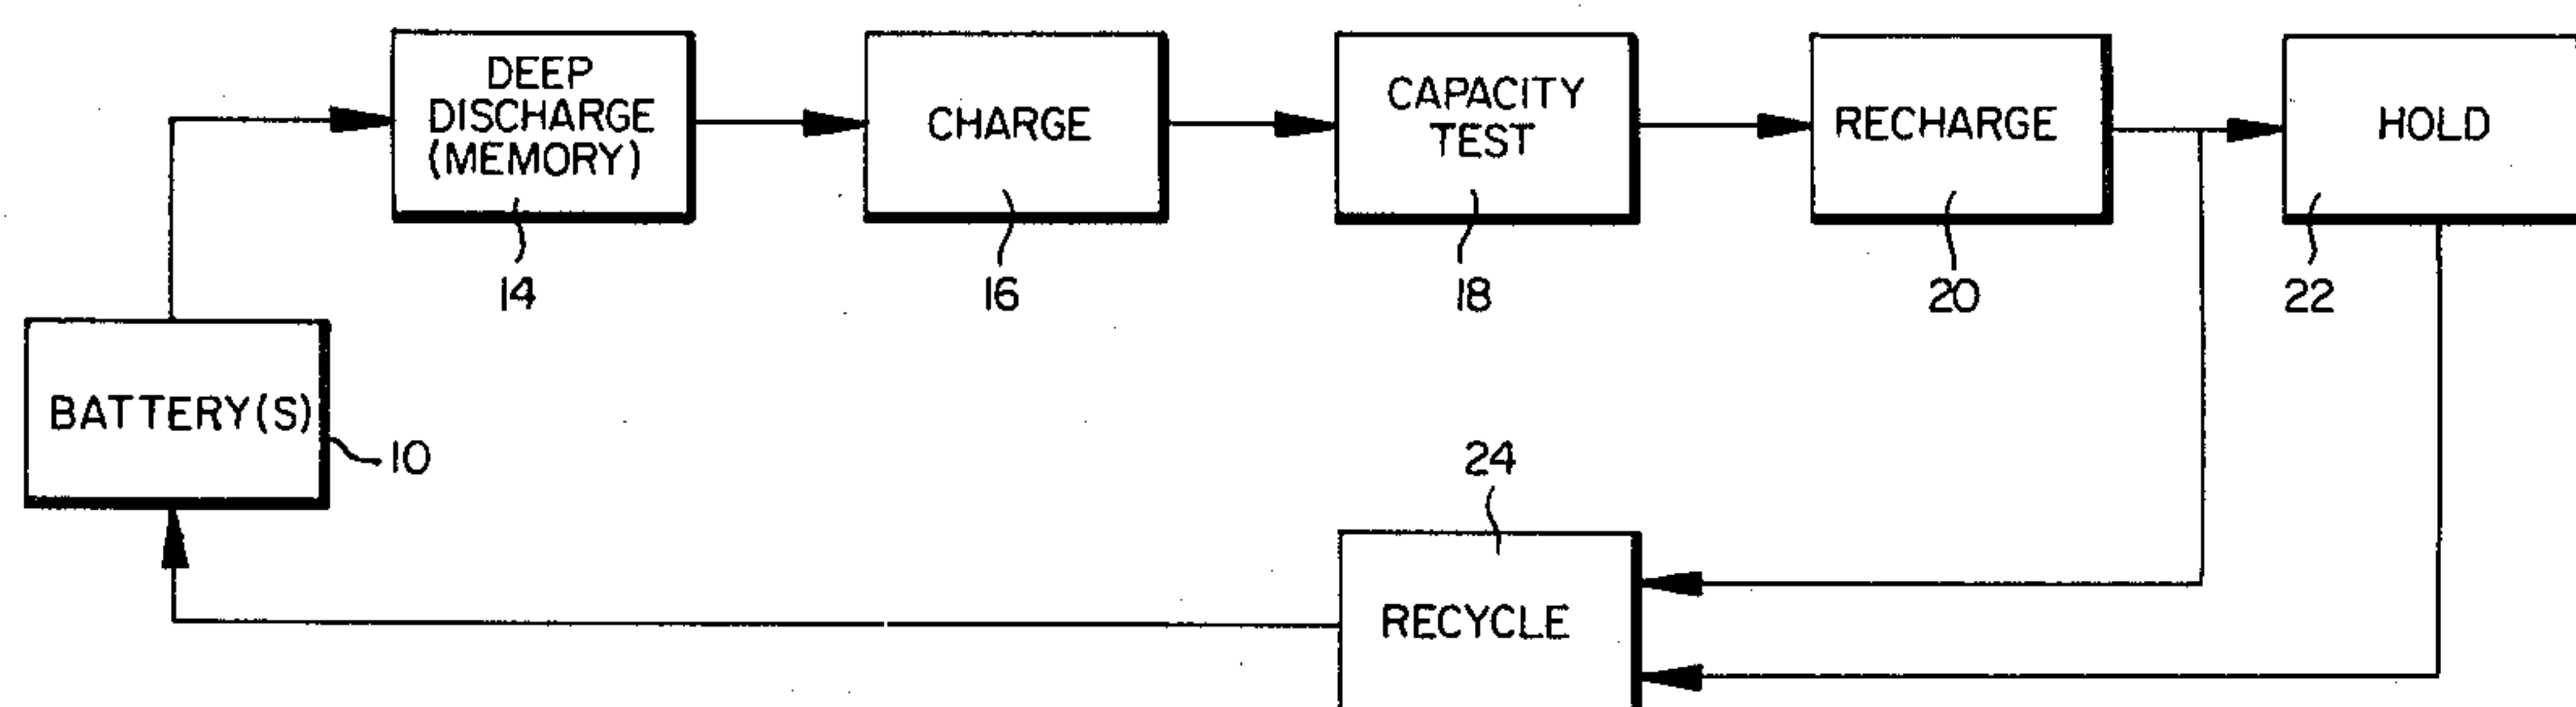 DEEP
DISCHARGE
(MEMORY)
CHARGE
CAPACITY
TEST
RECHARGE
HOLD
14
16
18
20
22
BATTERY(S)
10
24
RECYCLE